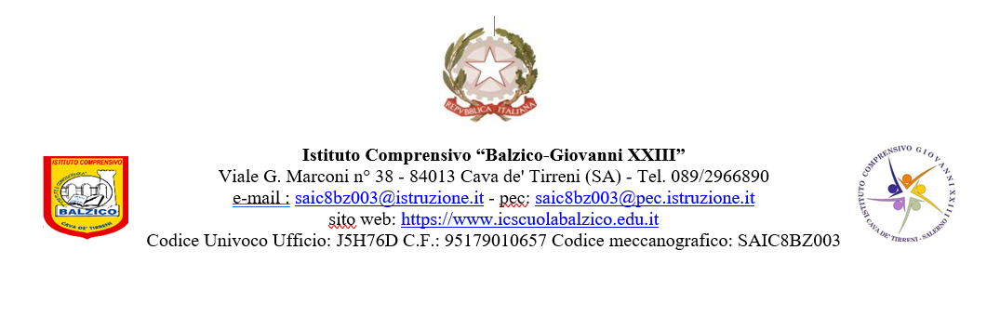 REPVBBLICA ITALIANA
Istituto Comprensivo “Balzico-Giovanni XXIII”
Viale G. Marconi n° 38 - 84013 Cava de' Tirreni (SA) - Tel. 089/2966890
e-mail : saic8bz003@istruzione.it - pec: saic8bz003@pec.istruzione.it
sito web: https://www.icscuolabalzico.edu.it
Codice Univoco Ufficio: J5H76D C.F.: 95179010657 Codice meccanografico: SAIC8BZ003
ISTITUTO COMPRENSIVO
BALZICO
CAVA DE' TIRRENI
ISTITUTO COMPRENSIVO GIOVANNI XXIII
CAVA DE' TIRRENI - SALERNO